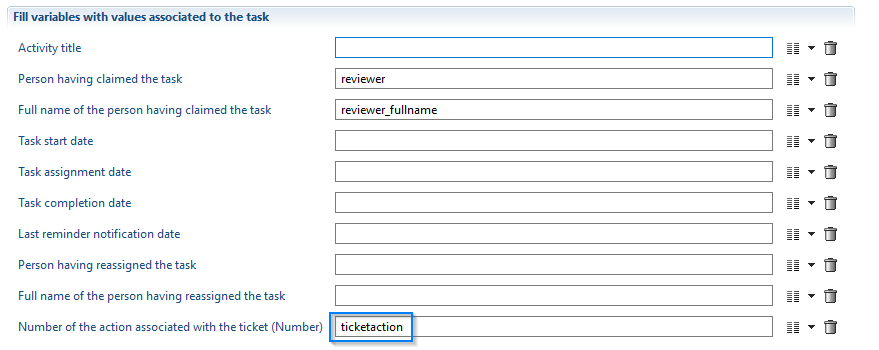 Fill variables with values associated to the task
Activity title
Person having claimed the task reviewer
Full name of the person having claimed the task reviewer_fullname
Task start date
Task assignment date
Task completion date
Last reminder notification date
Person having reassigned the task
Full name of the person having reassigned the task
Number of the action associated with the ticket (Number) ticketaction